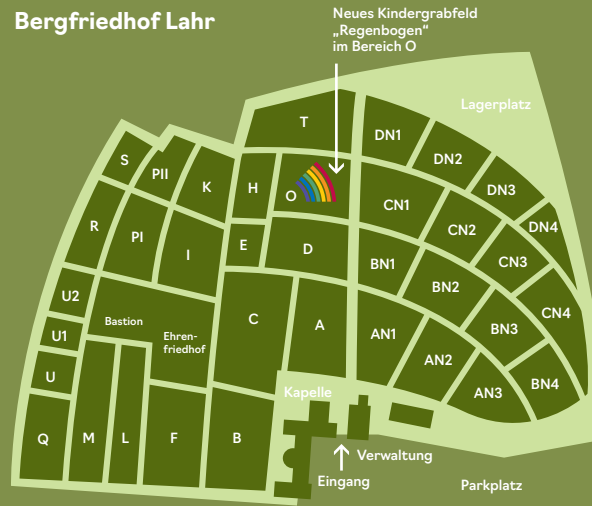 Bergfriedhof Lahr
Neues Kindergrabfeld
„Regenbogen“
im Bereich O
Lagerplatz
T
DN1
DN2
DN3
DN4
S
PII
K
H
O
CN1
CN2
CN3
CN4
R
PI
I
E
D
BN1
BN2
BN3
BN4
U2
U1
U
Bastion
Ehren-
friedhof
C
A
AN1
AN2
AN3
Kapelle
Q
M
L
F
B
Verwaltung
Eingang
Parkplatz